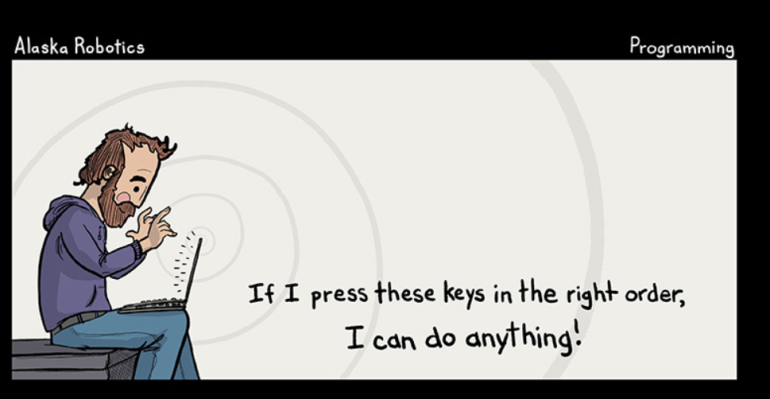 Alaska Robotics
Programming
If I press these keys in the right order,
I can do anything!